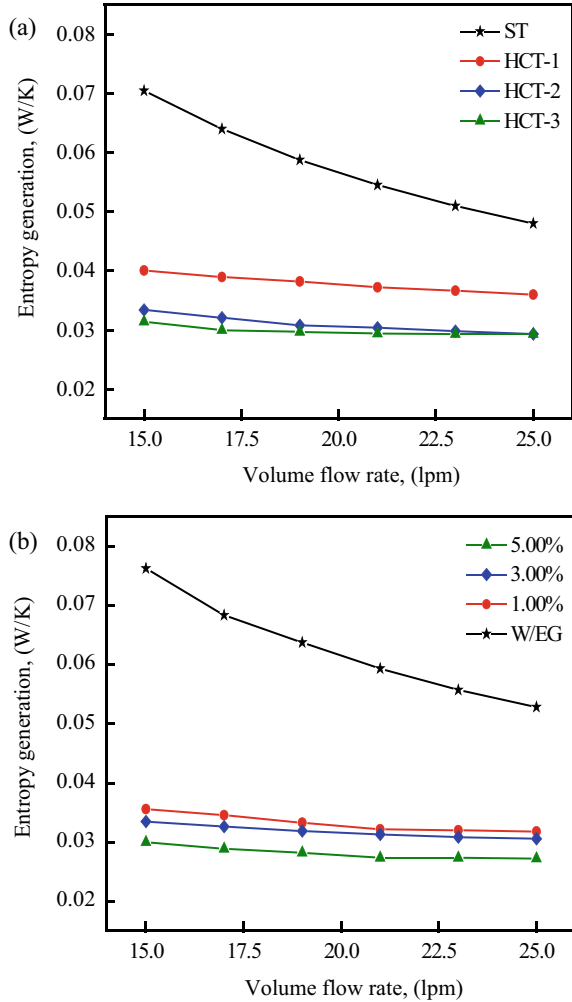 (a)
ST
HCT-1
HCT-2
HCT-3
Entropy generation, (W/K)
0.08
0.07
0.06
0.05
0.04
0.03
0.02
15.0 17.5 20.0 22.5 25.0
Volume flow rate, (lpm)
(b)
5.00%
3.00%
1.00%
W/EG
Entropy generation, (W/K)
0.08
0.07
0.06
0.05
0.04
0.03
0.02
15.0 17.5 20.0 22.5 25.0
Volume flow rate, (lpm)